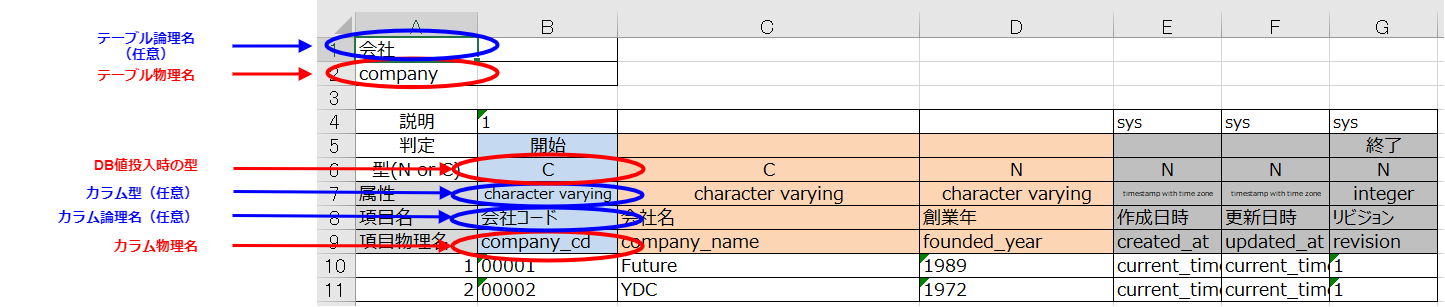 A B C D E F G
テーブル論理名
（任意）
1 会社
テーブル物理名
2 company
3
4 説明 1 sys sys sys
5 判定 開始 終了
DB値投入時の型
6 型(N or C) C C N N N N
カラム型（任意）
7 属性 character varying character varying character varying timestamp with time zone timestamp with time zone integer
カラム論理名（任意）
8 項目名 会社コード 会社名 創業年 作成日時 更新日時 リビジョン
カラム物理名
9 項目物理名 company_cd company_name founded_year created_at updated_at revision
10 1 00001 Future 1989 current_time current_time 1
11 2 00002 YDC 1972 current_time current_time 1